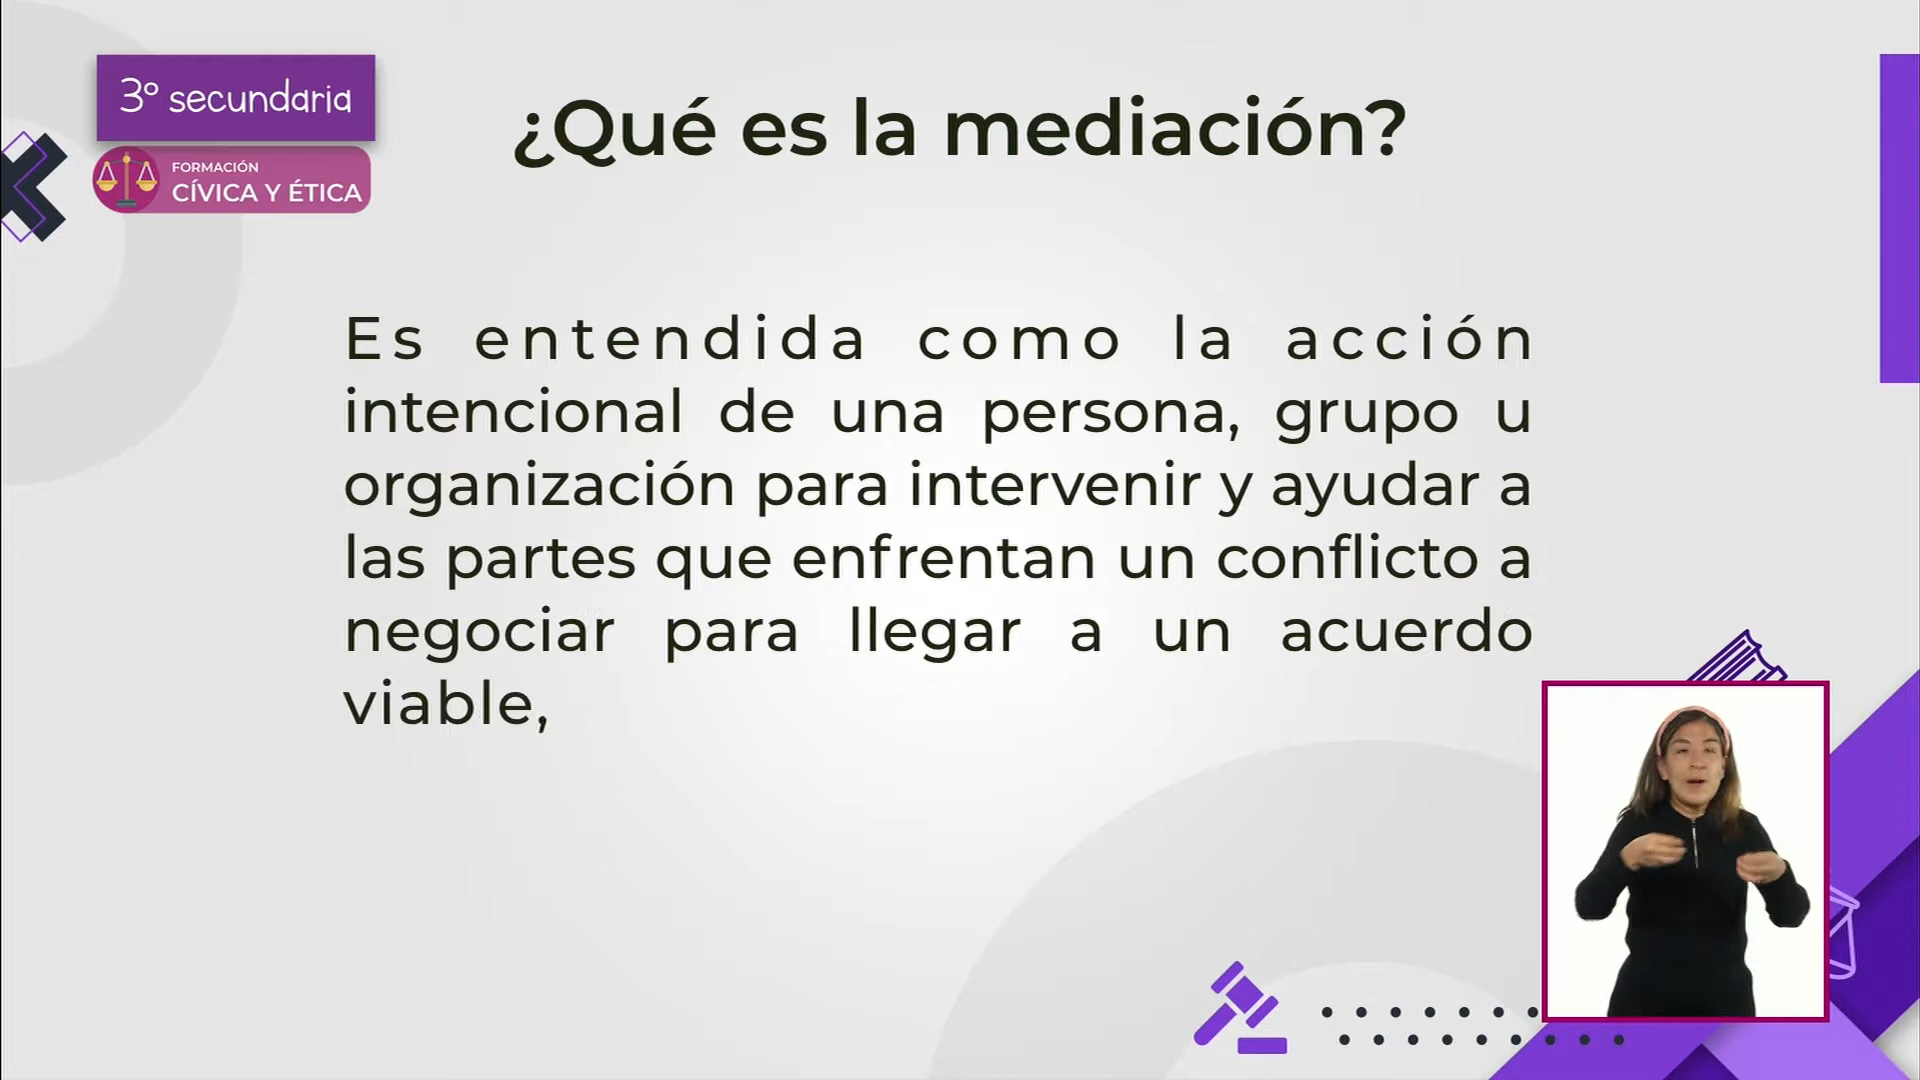 3° secundaria
FORMACIÓN
CÍVICA Y ÉTICA
¿Qué es la mediación?
Es entendida como la acción
intencional de una persona, grupo u
organización para intervenir y ayudar a
las partes que enfrentan un conflicto a
negociar para llegar a un acuerdo
viable,